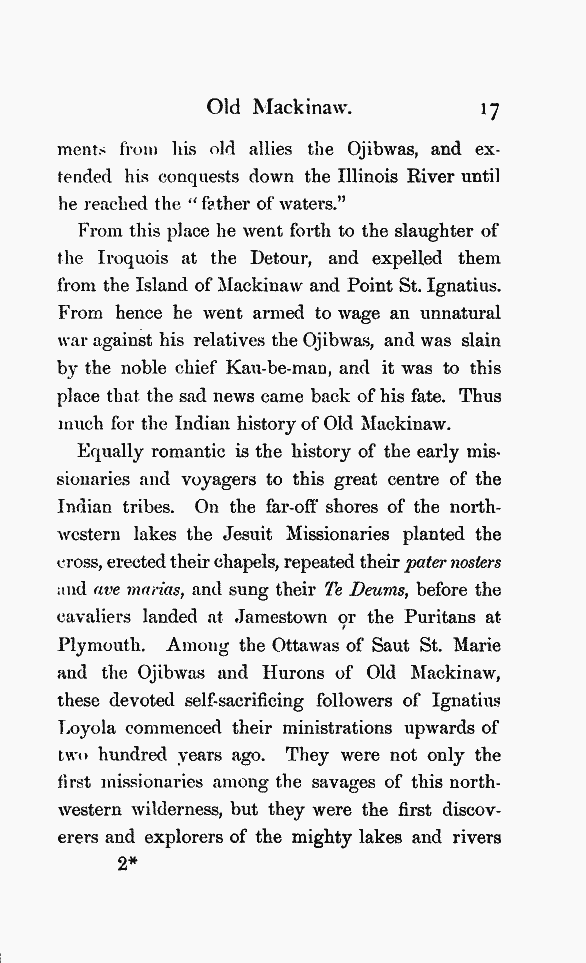 Old Mackinaw. 17
ments from his old allies the Ojibwas, and ex-
tended his conquests down the Illinois River until
he reached the "father of waters."
From this place he went forth to the slaughter of
the Iroquois at the Detour, and expelled them
from the Island of Mackinaw and Point St. Ignatius.
From hence he went armed to wage an unnatural
war against his relatives the Ojibwas, and was slain
by the noble chief Kau-be-man, and it was to this
place that the sad news came back of his fate. Thus
much for the Indian history of Old Mackinaw.
Equally romantic is the history of the early mis-
sionaries and voyagers to this great centre of the
Indian tribes. On the far-off shores of the north-
western lakes the Jesuit Missionaries planted the
cross, erected their chapels, repeated their pater nosters
and ave marias, and sung their Te Deums, before the
cavaliers landed at Jamestown or the Puritans at
Plymouth. Among the Ottawas of Saut St. Marie
and the Ojibwas and Hurons of Old Mackinaw,
these devoted self-sacrificing followers of Ignatius
Loyola commenced their ministrations upwards of
two hundred years ago. They were not only the
first missionaries among the savages of this north-
western wilderness, but they were the first discov-
erers and explorers of the mighty lakes and rivers
2*